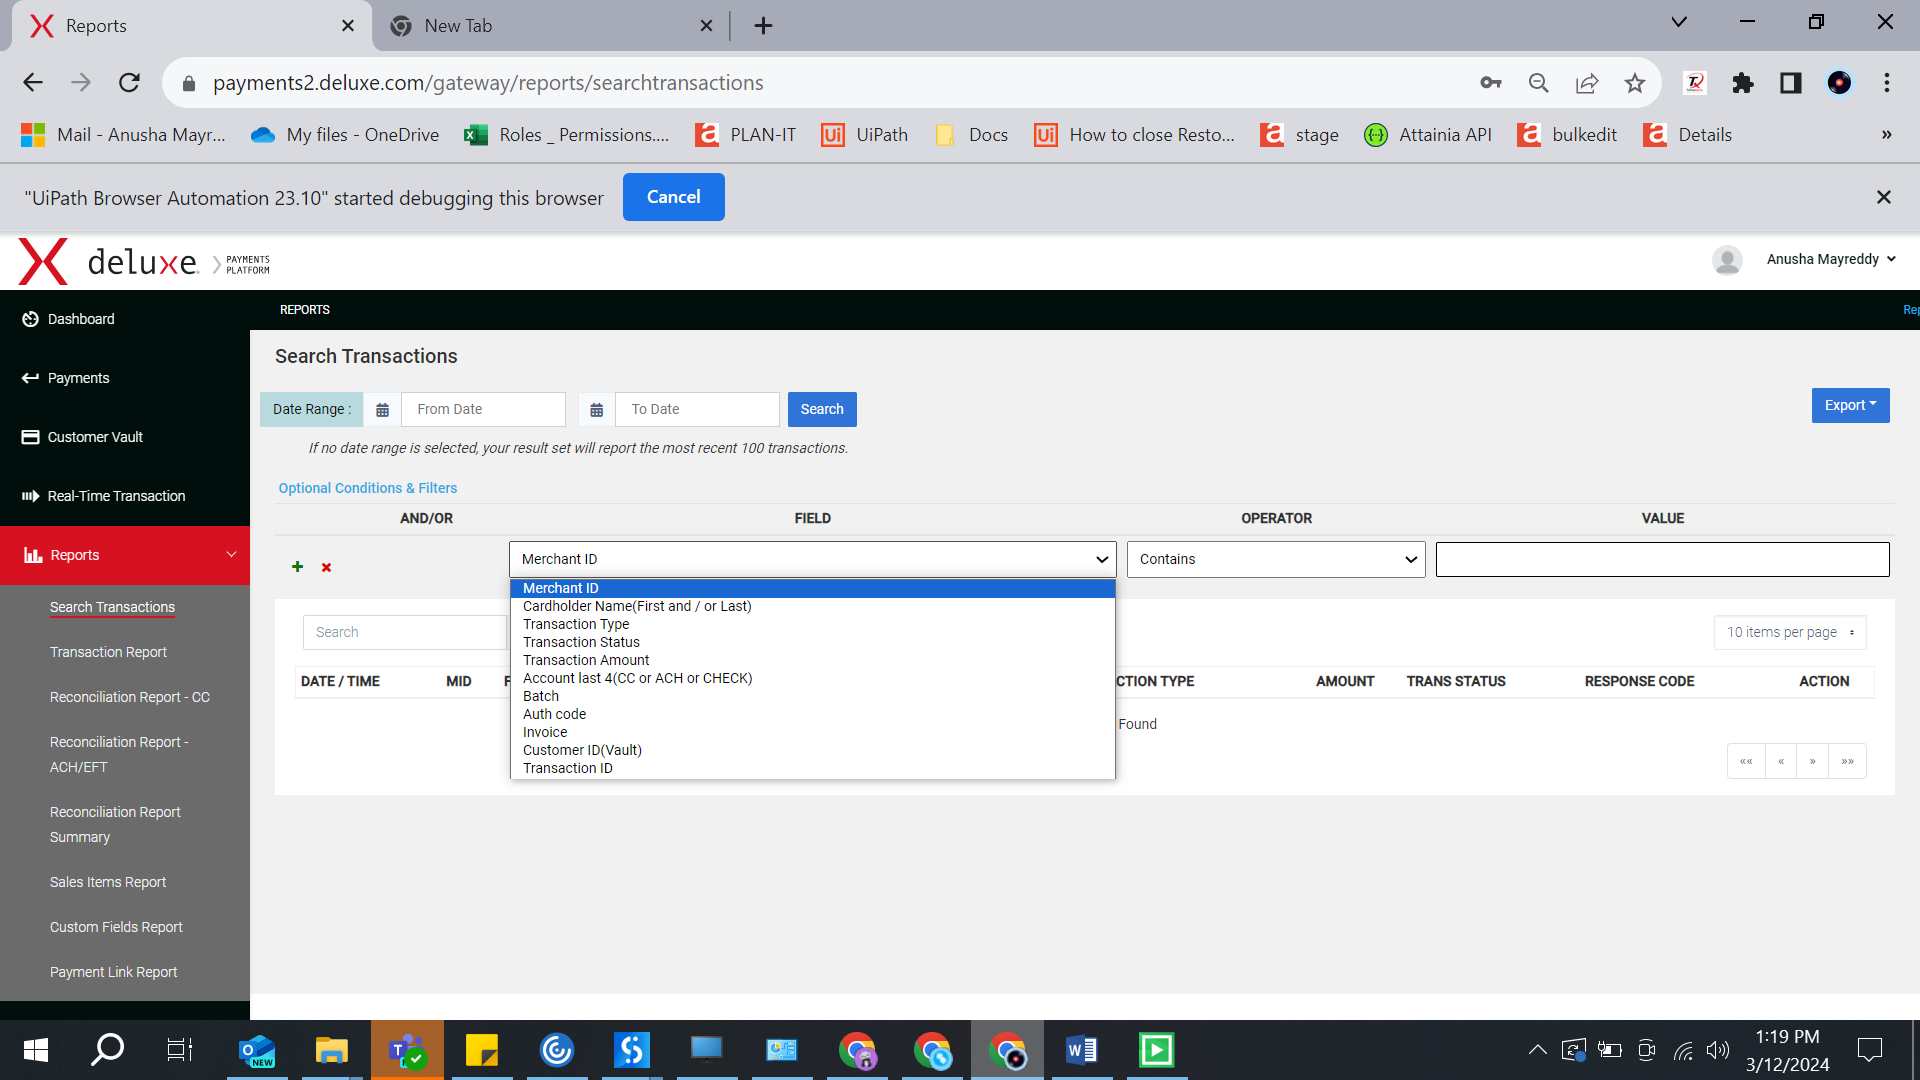 Reports
New Tab
payments2.deluxe.com/gateway/reports/searchtransactions
Mail - Anusha Mayr...
My files - OneDrive
Roles _ Permissions....
PLAN-IT
UiPath
Docs
How to close Resto...
stage
Attainia API
bulkedit
Details
»
"UiPath Browser Automation 23.10" started debugging this browser
Cancel
deluxe
PAYMENTS
PLATFORM
Anusha Mayreddy
Dashboard
Payments
Customer Vault
Real-Time Transaction
Reports
Search Transactions
Transaction Report
Reconciliation Report - CC
Reconciliation Report -
ACH/EFT
Reconciliation Report
Summary
Sales Items Report
Custom Fields Report
Payment Link Report
REPORTS
Rep
Search Transactions
Date Range :
From Date
To Date
Search
Export
If no date range is selected, your result set will report the most recent 100 transactions.
Optional Conditions & Filters
AND/OR
FIELD
OPERATOR
VALUE
Merchant ID
Contains
Merchant ID
Cardholder Name(First and / or Last)
Transaction Type
Transaction Status
Transaction Amount
Account last 4(CC or ACH or CHECK)
Batch
Auth code
Invoice
Customer ID(Vault)
Transaction ID
Search
10 items per page
DATE / TIME
MID
F
CTION TYPE
AMOUNT
TRANS STATUS
RESPONSE CODE
ACTION
Found
««
«
»
»»
NEW
1:19 PM
3/12/2024